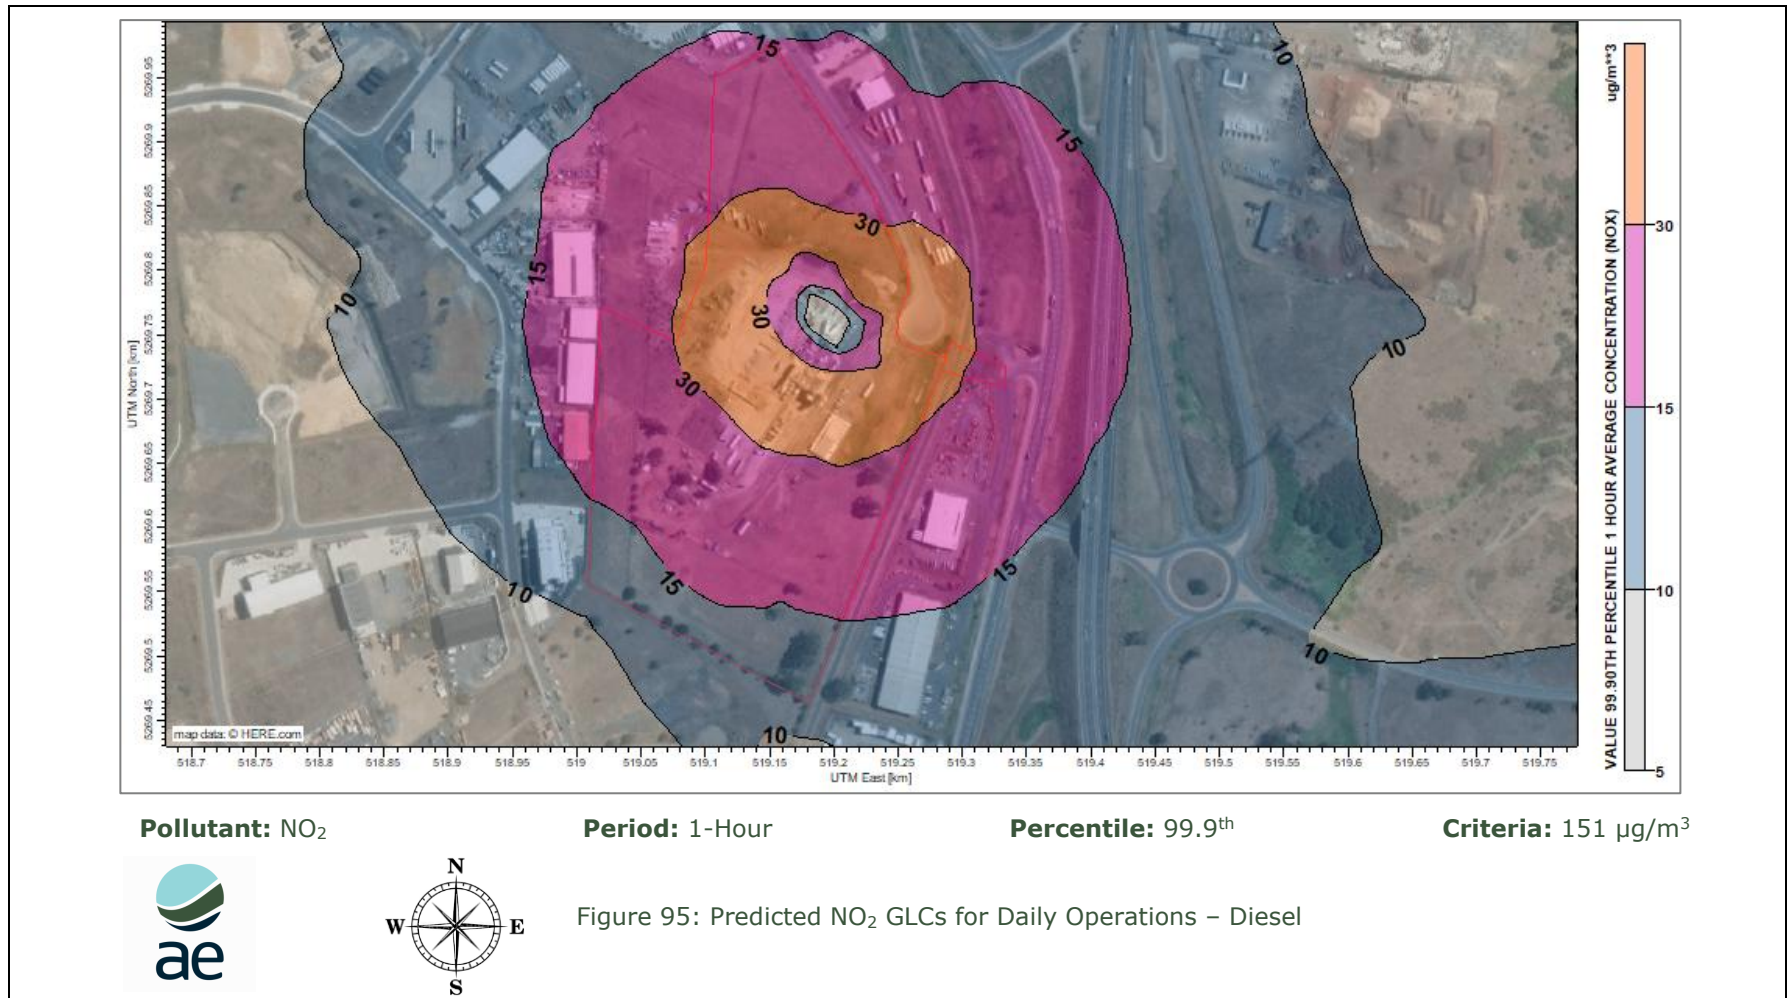 15
10
15
30
15
30
10
10
30
15
10
15
10
10
map data: © HERE.com
5269.95
5269.9
5269.85
5269.8
5269.75
5269.7
5269.65
5269.6
5269.55
5269.5
5269.45
UTM North [km]
518.7 518.75 518.8 518.85 518.9 518.95 519 519.05 519.1 519.15 519.2 519.25 519.3 519.35 519.4 519.45 519.5 519.55 519.6 519.65 519.7 519.75
UTM East [km]
ug/m**3
VALUE 99.90TH PERCENTILE 1 HOUR AVERAGE CONCENTRATION (NOX)
30
15
10
5
Pollutant: NO₂ Period: 1-Hour Percentile: 99.9ᵗʰ Criteria: 151 µg/m³
ae
N
W E
S
Figure 95: Predicted NO₂ GLCs for Daily Operations – Diesel